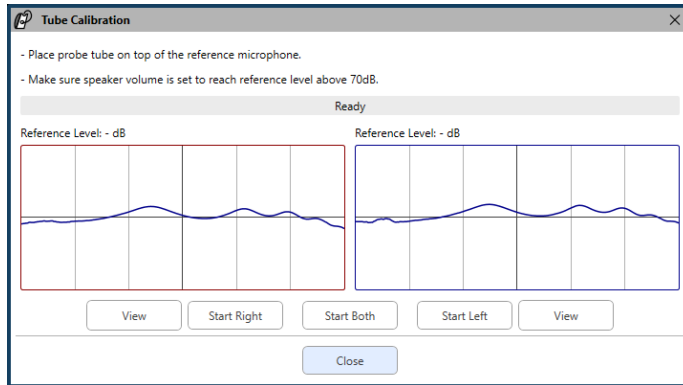 Tube Calibration
- Place probe tube on top of the reference microphone.
- Make sure speaker volume is set to reach reference level above 70dB.
Ready
Reference Level: - dB
Reference Level: - dB
View
Start Right
Start Both
Start Left
View
Close